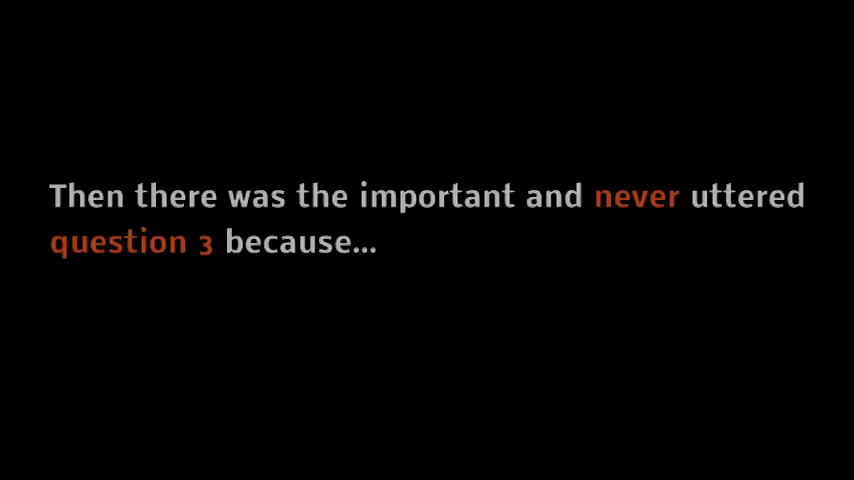 Then there was the important and never uttered
question 3 because...